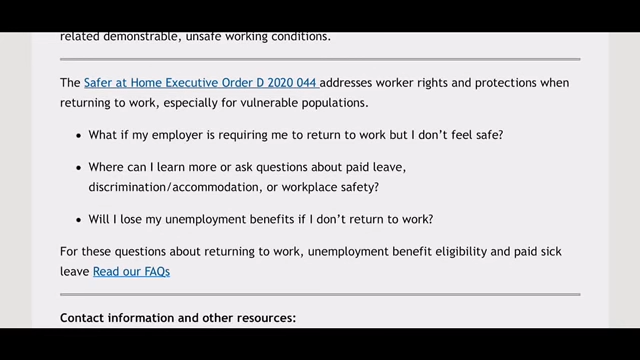 related demonstrable, unsafe working conditions.
The Safer at Home Executive Order D 2020 044 addresses worker rights and protections when
returning to work, especially for vulnerable populations.
• What if my employer is requiring me to return to work but I don’t feel safe?
• Where can I learn more or ask questions about paid leave,
discrimination/accommodation, or workplace safety?
• Will I lose my unemployment benefits if I don’t return to work?
For these questions about returning to work, unemployment benefit eligibility and paid sick
leave Read our FAQs
Contact information and other resources: